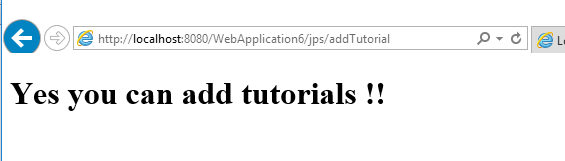 http://localhost:8080/WebApplication6/jps/addTutorial
Yes you can add tutorials !!